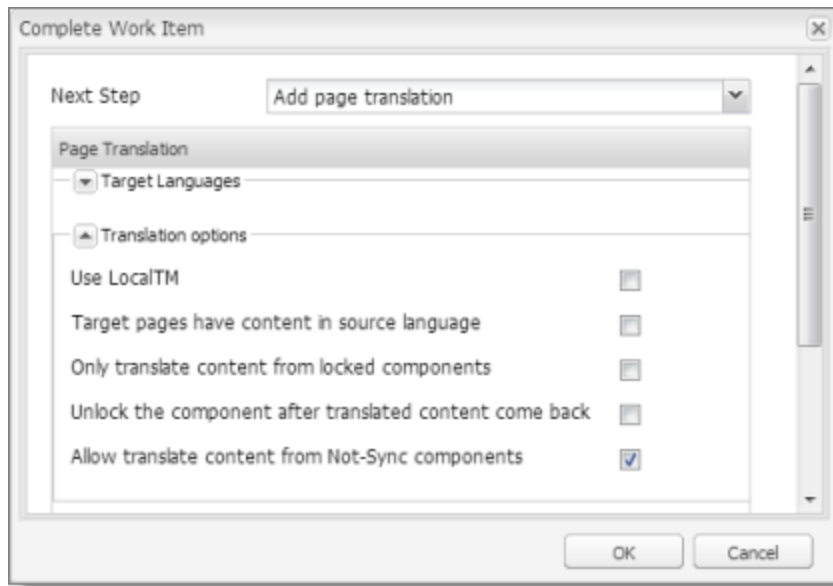 Complete Work Item
Next Step
Add page translation
Page Translation
Target Languages
Translation options
Use LocalTM
Target pages have content in source language
Only translate content from locked components
Unlock the component after translated content come back
Allow translate content from Not-Sync components
OK
Cancel